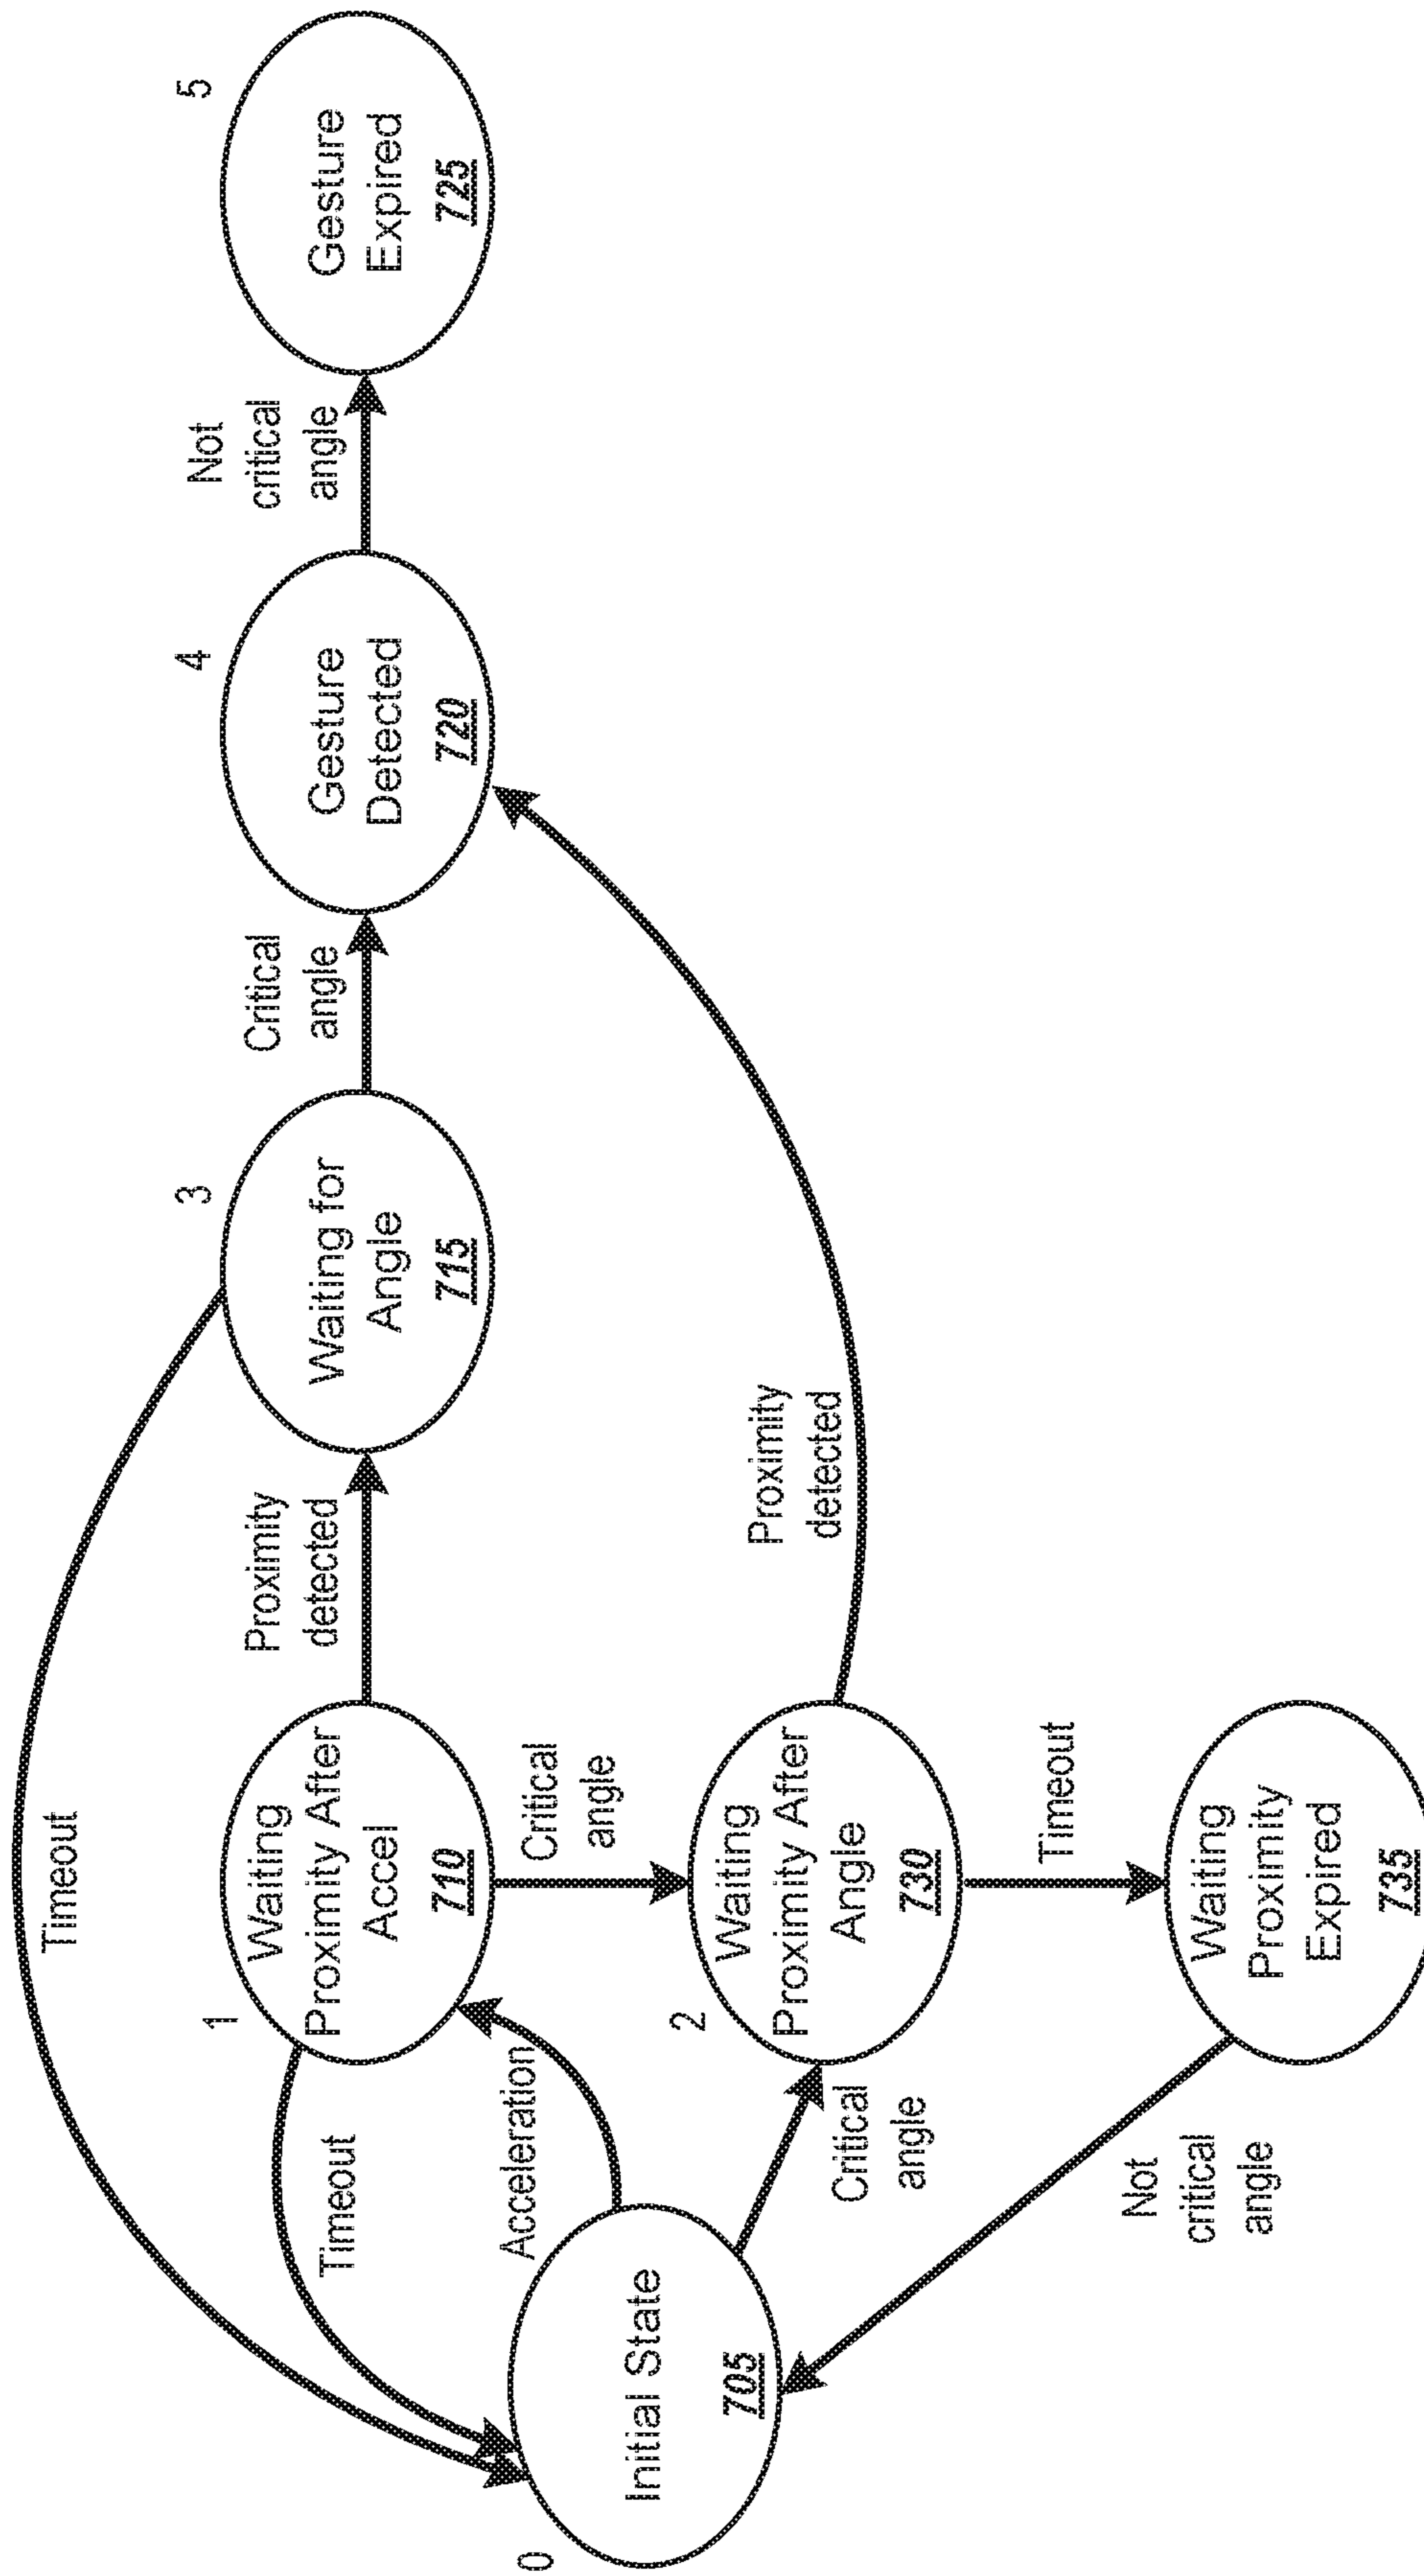 Timeout
1
Waiting
Proximity After
Accel
710
Proximity
detected
3
Waiting for
Angle
715
Critical
angle
4
Gesture
Detected
720
Not
critical
angle
5
Gesture
Expired
725
Timeout
Acceleration
Critical
angle
0
Initial State
705
Critical
angle
2
Waiting
Proximity After
Angle
730
Proximity
detected
Timeout
Not
critical
angle
Waiting
Proximity
Expired
735